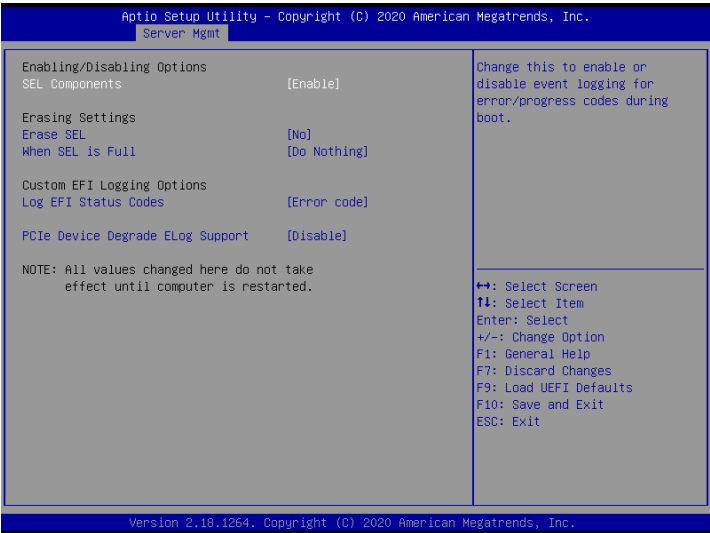 Aptio Setup Utility – Copyright (C) 2020 American Megatrends, Inc.
Server Mgmt
Enabling/Disabling Options
SEL Components [Enable]
Erasing Settings
Erase SEL [No]
When SEL is Full [Do Nothing]
Custom EFI Logging Options
Log EFI Status Codes [Error code]
PCIe Device Degrade ELog Support [Disable]
NOTE: All values changed here do not take
effect until computer is restarted.
Change this to enable or
disable event logging for
error/progress codes during
boot.
↔: Select Screen
↑↓: Select Item
Enter: Select
+/-: Change Option
F1: General Help
F7: Discard Changes
F9: Load UEFI Defaults
F10: Save and Exit
ESC: Exit
Version 2.18.1264. Copyright (C) 2020 American Megatrends, Inc.